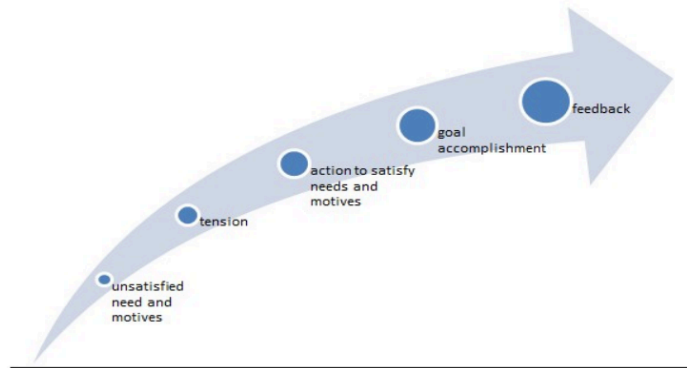 feedback
goal
accomplishment
action to satisfy
needs and
motives
tension
unsatisfied
need and
motives